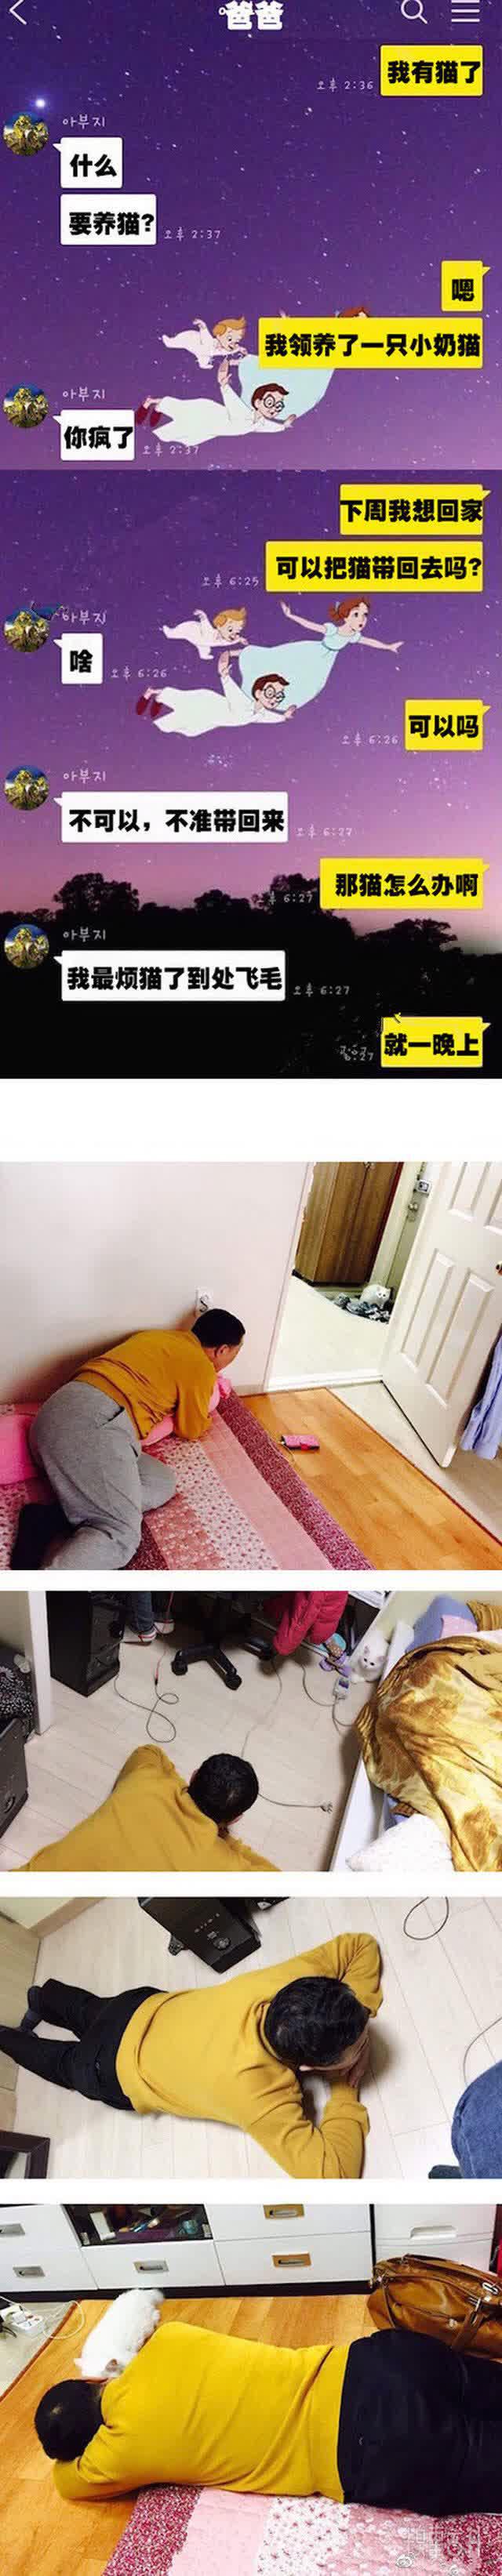 爸爸
我有猫了
오후 2:36
아부지
什么
要养猫?
오후 2:37
嗯
我领养了一只小奶猫
아부지
你疯了
오후 2:37
下周我想回家
可以把猫带回去吗?
오후 6:25
아부지
啥
오후 6:26
可以吗
오후 6:26
아부지
不可以，不准带回来
오후 6:27
那猫怎么办啊
오후 6:27
아부지
我最烦猫了到处飞毛
오후 6:27
就一晚上
6:27